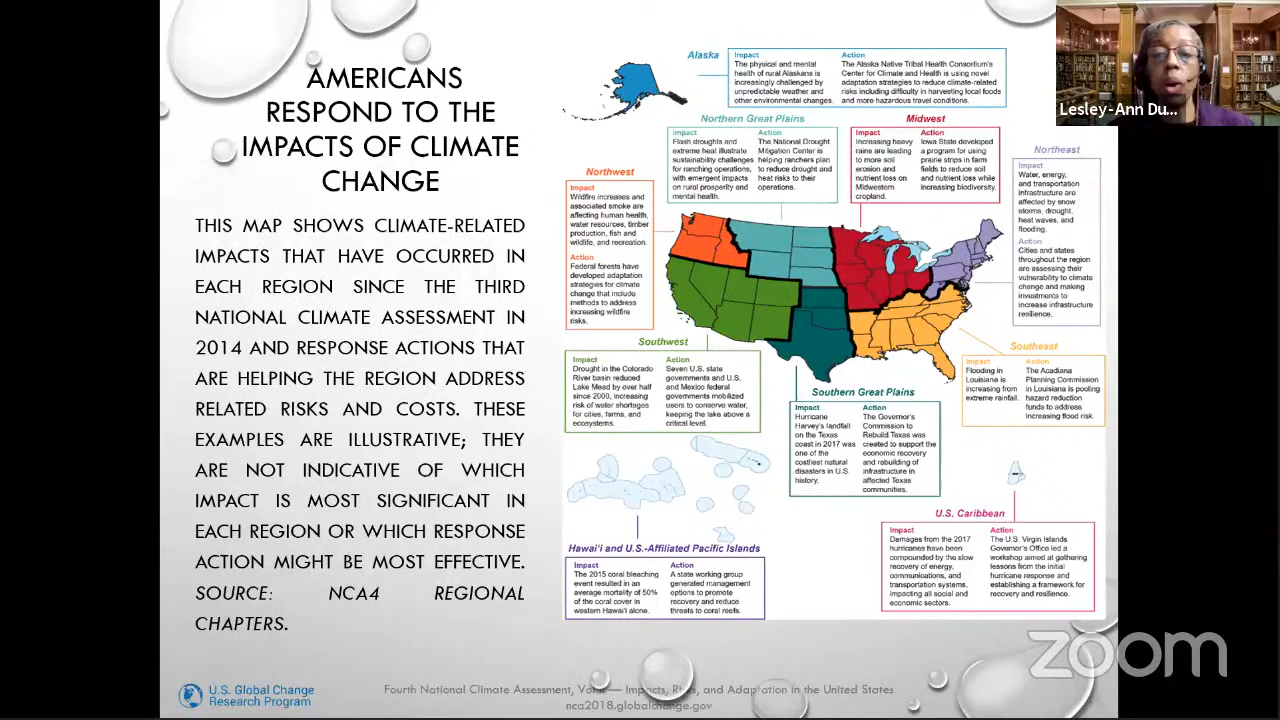 AMERICANS
RESPOND TO THE
IMPACTS OF CLIMATE
CHANGE
THIS MAP SHOWS CLIMATE-RELATED
IMPACTS THAT HAVE OCCURRED IN
EACH REGION SINCE THE THIRD
NATIONAL CLIMATE ASSESSMENT IN
2014 AND RESPONSE ACTIONS THAT
ARE HELPING THE REGION ADDRESS
RELATED RISKS AND COSTS. THESE
EXAMPLES ARE ILLUSTRATIVE; THEY
ARE NOT INDICATIVE OF WHICH
IMPACT IS MOST SIGNIFICANT IN
EACH REGION OR WHICH RESPONSE
ACTION MIGHT BE MOST EFFECTIVE.
SOURCE: NCA4 REGIONAL
CHAPTERS.
Alaska
Impact
The physical and mental
health of rural Alaskans is
increasingly challenged by
unpredictable weather and
other environmental changes.
Action
The Alaska Native Tribal Health Consortium's
Center for Climate and Health is using novel
adaptation strategies to reduce climate-related
risks including difficulty in harvesting local foods
and more hazardous travel conditions.
Lesley-Ann Du...
Northern Great Plains
Impact
Flash droughts and
extreme heat illustrate
sustainability challenges
for ranching operations,
with emergent impacts
on rural prosperity and
mental health.
Action
The National Drought
Mitigation Center is
helping ranchers plan
to reduce drought and
heat risks to their
operations.
Midwest
Impact
Increasing heavy
rains are leading
to more soil
erosion and
nutrient loss on
Midwestern
cropland.
Action
Iowa State developed
a program for using
prairie strips in farm
fields to reduce soil
and nutrient loss while
increasing biodiversity.
Northeast
Impact
Water, energy,
and transportation
infrastructure are
affected by snow
storms, drought,
heat waves, and
flooding.
Action
Cities and states
throughout the region
are assessing their
vulnerability to climate
change and making
investments to
increase infrastructure
resilience.
Northwest
Impact
Wildfire increases and
associated smoke are
affecting human health,
water resources, timber
production, fish and
wildlife, and recreation.
Action
Federal forests have
developed adaptation
strategies for climate
change that include
methods to address
increasing wildfire
risks.
Southwest
Impact
Drought in the Colorado
River basin reduced
Lake Mead by over half
since 2000, increasing
risk of water shortages
for cities, farms, and
ecosystems.
Action
Seven U.S. state
governments and U.S.
and Mexico federal
governments mobilized
users to conserve water,
keeping the lake above a
critical level.
Southeast
Impact
Flooding in
Louisiana is
increasing from
extreme rainfall.
Action
The Acadiana
Planning Commission
in Louisiana is pooling
hazard reduction
funds to address
increasing flood risk.
Southern Great Plains
Impact
Hurricane
Harvey's landfall
on the Texas
coast in 2017 was
one of the
costliest natural
disasters in U.S.
history.
Action
The Governor's
Commission to
Rebuild Texas was
created to support the
economic recovery
and rebuilding of
infrastructure in
affected Texas
communities.
Hawai'i and U.S.-Affiliated Pacific Islands
Impact
The 2015 coral bleaching
event resulted in an
average mortality of 50%
of the coral cover in
western Hawai'i alone.
Action
A state working group
generated management
options to promote
recovery and reduce
threats to coral reefs.
U.S. Caribbean
Impact
Damages from the 2017
hurricanes have been
compounded by the slow
recovery of energy,
communications, and
transportation systems,
impacting all social and
economic sectors.
Action
The U.S. Virgin Islands
Governor's Office led a
workshop aimed at gathering
lessons from the initial
hurricane response and
establishing a framework for
recovery and resilience.
zoom
U.S. Global Change
Research Program
Fourth National Climate Assessment, Vol II — Impacts, Risks, and Adaptation in the United States
nca2018.globalchange.gov